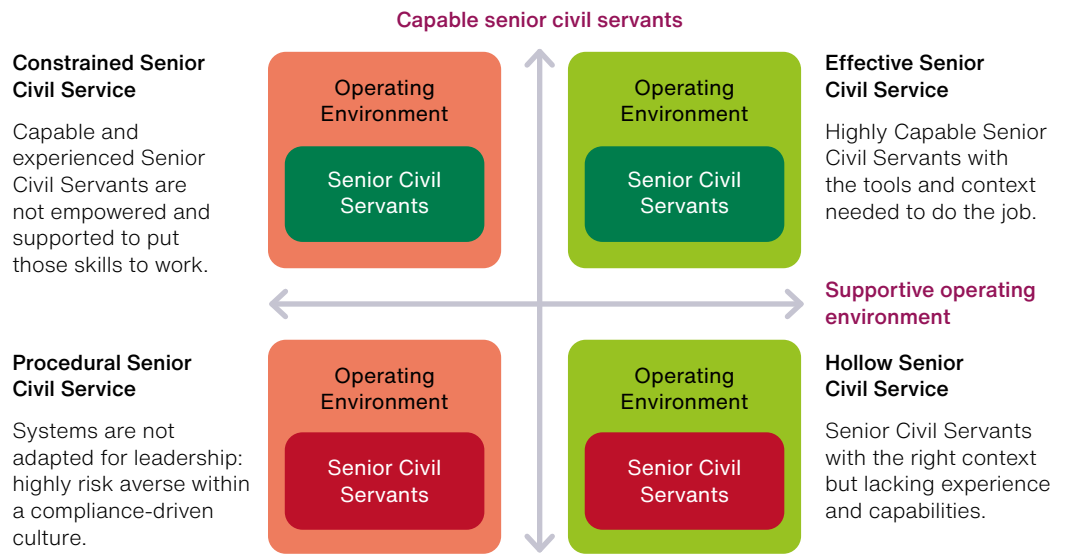 Capable senior civil servants
Constrained Senior
Civil Service
Capable and
experienced Senior
Civil Servants are
not empowered and
supported to put
those skills to work.
Operating
Environment
Senior Civil
Servants
Operating
Environment
Senior Civil
Servants
Effective Senior
Civil Service
Highly Capable Senior
Civil Servants with
the tools and context
needed to do the job.
Supportive operating
environment
Procedural Senior
Civil Service
Systems are not
adapted for leadership:
highly risk averse within
a compliance-driven
culture.
Operating
Environment
Senior Civil
Servants
Operating
Environment
Senior Civil
Servants
Hollow Senior
Civil Service
Senior Civil Servants
with the right context
but lacking experience
and capabilities.